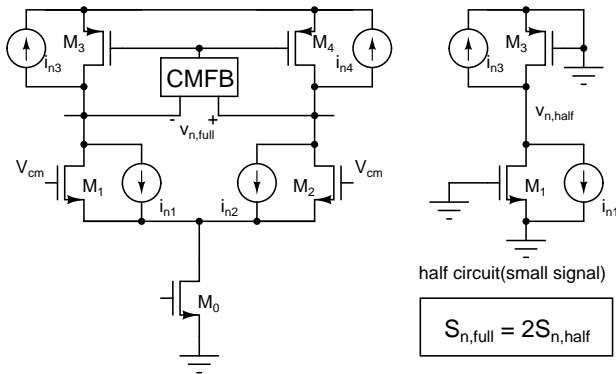 M3
M4
in3
in4
CMFB
- vn,full +
Vcm
M1
in1
in2
M2
Vcm
M0
M3
in3
vn,half
M1
in1
half circuit(small signal)
Sn,full = 2Sn,half